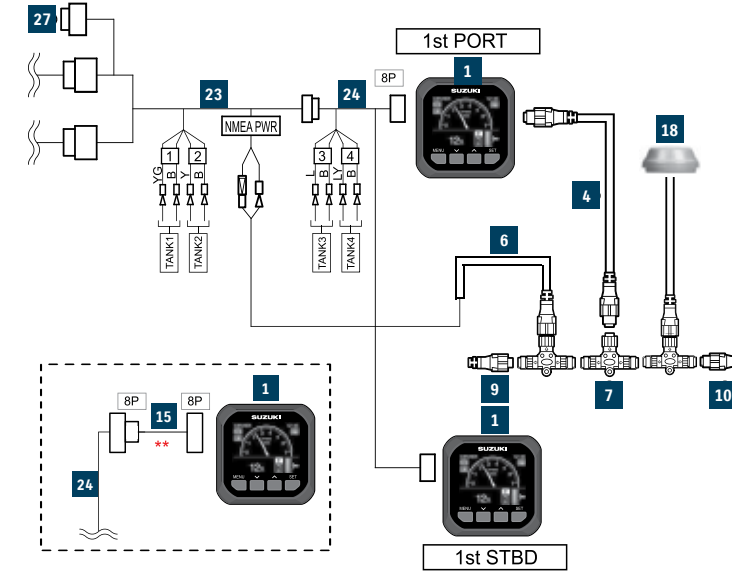 27
1st PORT
8P
1
SUZUKI
MENU
SET
23
24
18
NMEA PWR
1
2
3
4
YG
B
Y
B
L
B
LY
B
TANK1
TANK2
TANK3
TANK4
4
6
9
7
10
1
SUZUKI
MENU
SET
1st STBD
8P
8P
15
**
24
1
SUZUKI
MENU
SET